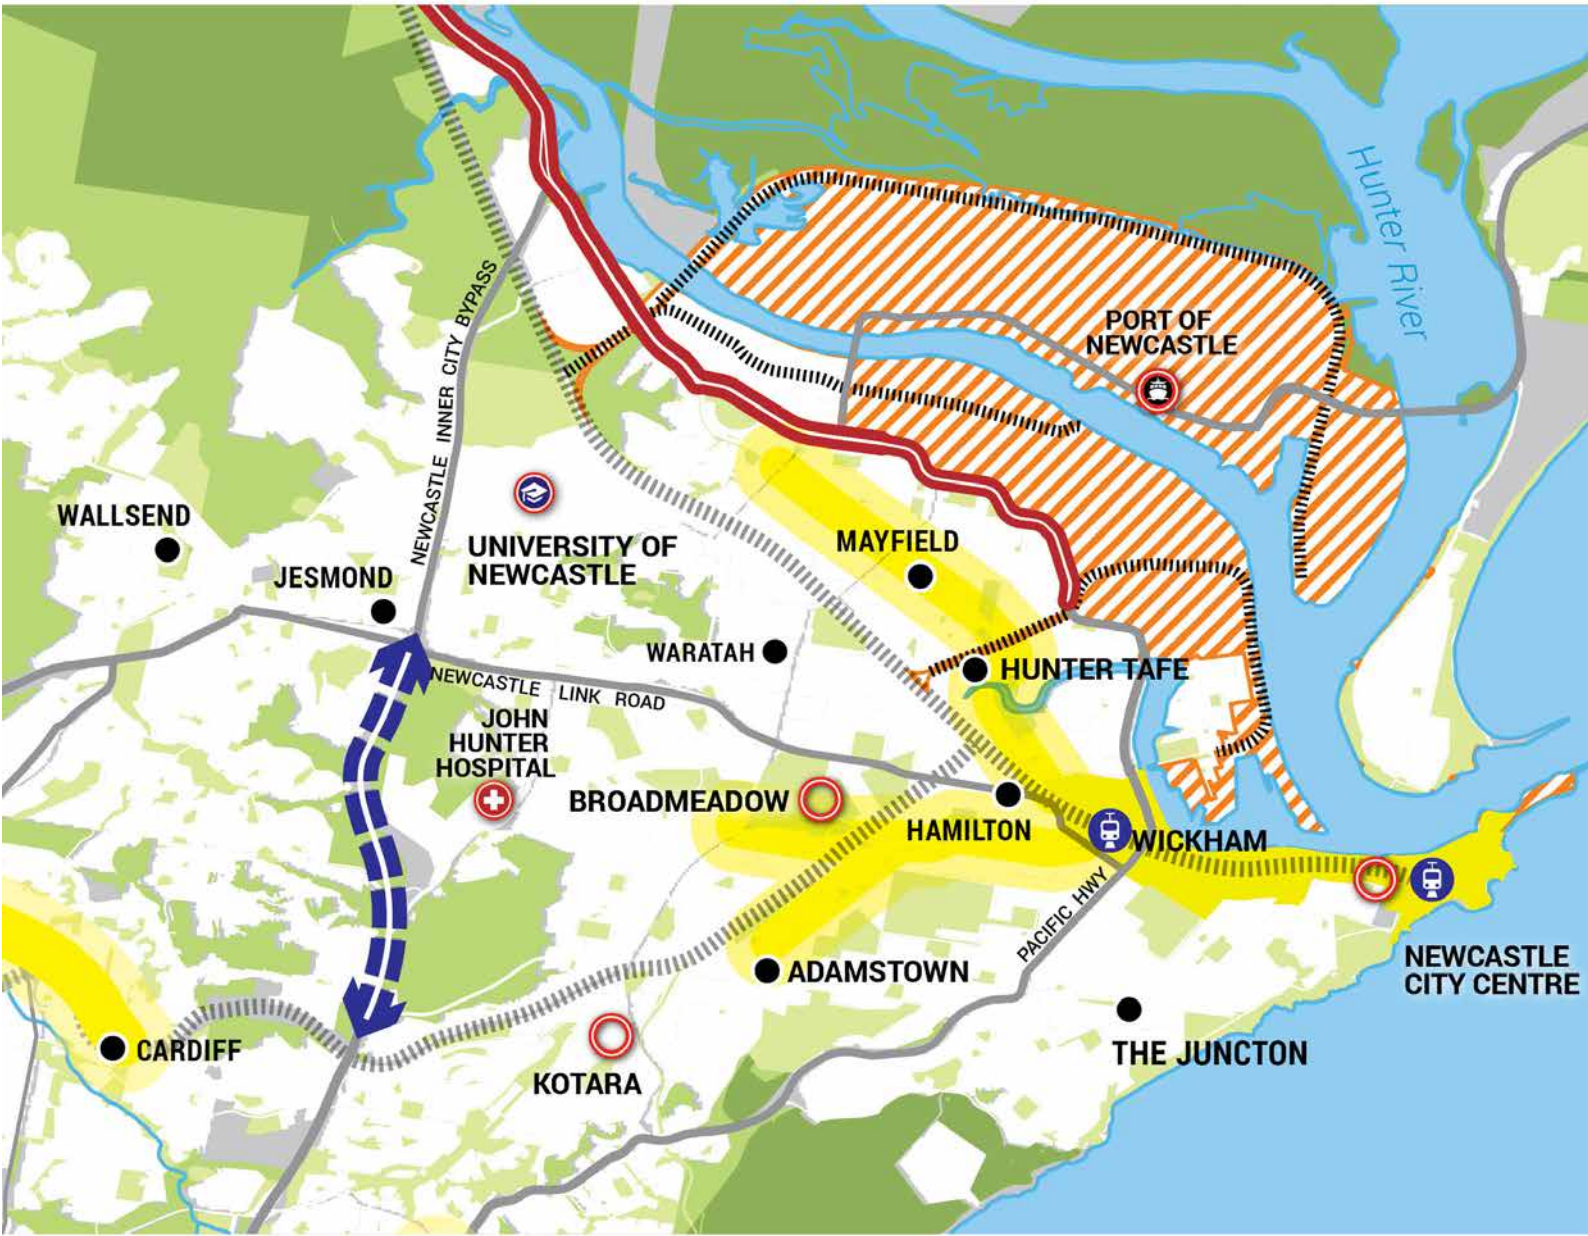 Hunter River
PORT OF
NEWCASTLE
NEWCASTLE INNER CITY BYPASS
WALLSEND
UNIVERSITY OF
NEWCASTLE
MAYFIELD
JESMOND
WARATAH
HUNTER TAFE
NEWCASTLE LINK ROAD
JOHN
HUNTER
HOSPITAL
BROADMEADOW
HAMILTON
WICKHAM
PACIFIC HWY
NEWCASTLE
CITY CENTRE
ADAMSTOWN
CARDIFF
THE JUNCTON
KOTARA